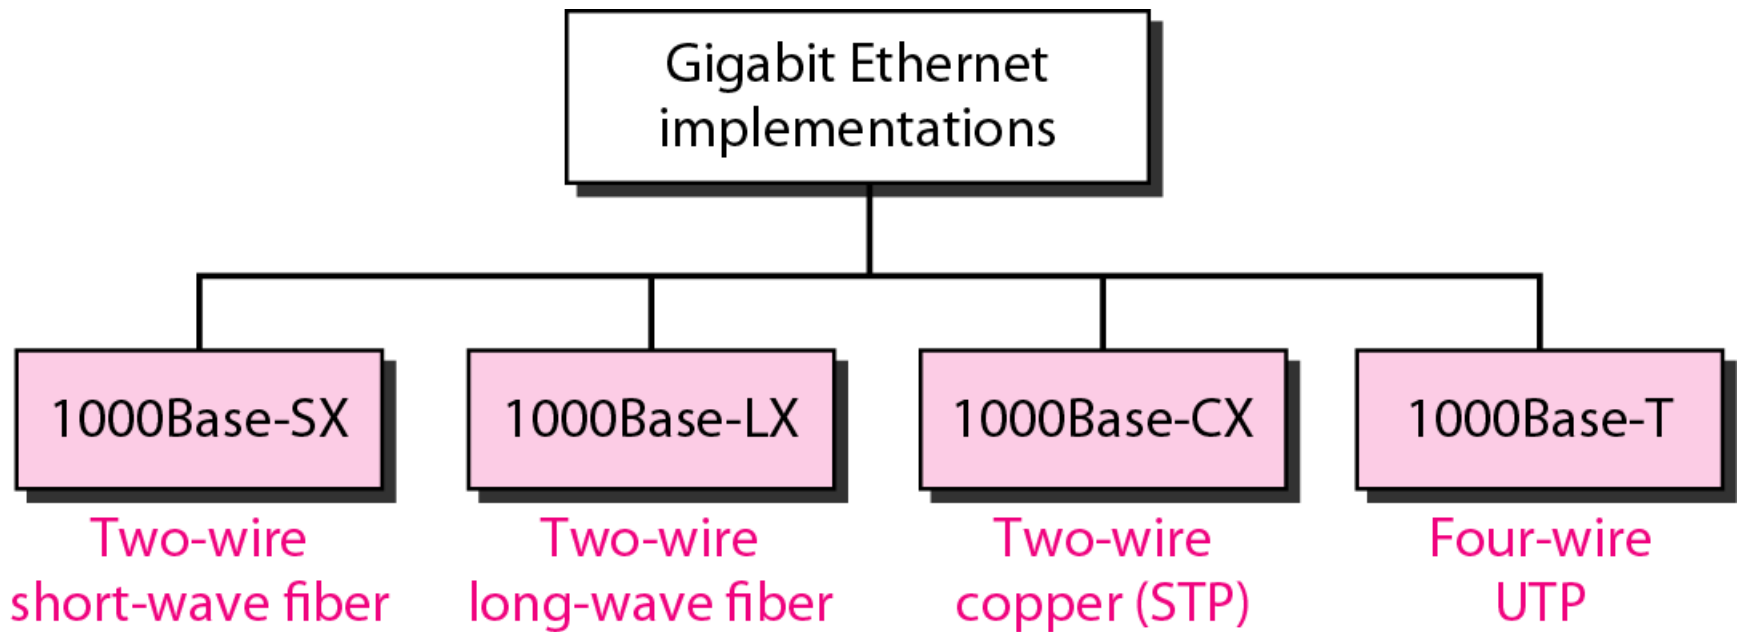 Gigabit Ethernet
implementations
1000Base-SX
1000Base-LX
1000Base-CX
1000Base-T
Two-wire
short-wave fiber
Two-wire
long-wave fiber
Two-wire
copper (STP)
Four-wire
UTP